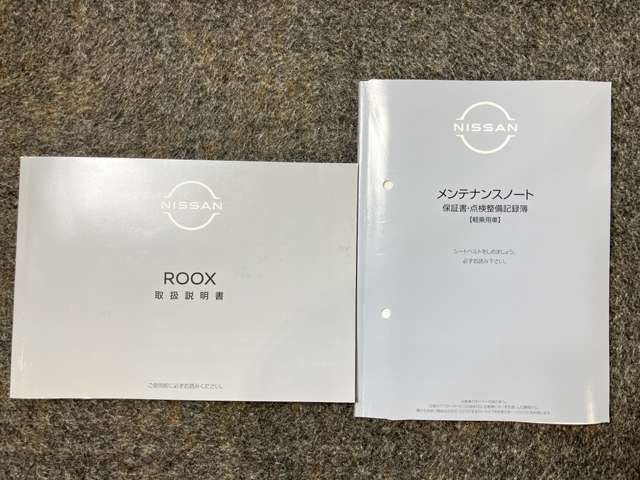 NISSAN
ROOX
取扱説明書
ご使用前に必ずお読みください。
NISSAN
メンテナンスノート
保証書・点検整備記録簿
【軽乗用車】
シートベルトをしめましょう。
必ずお読み下さい。